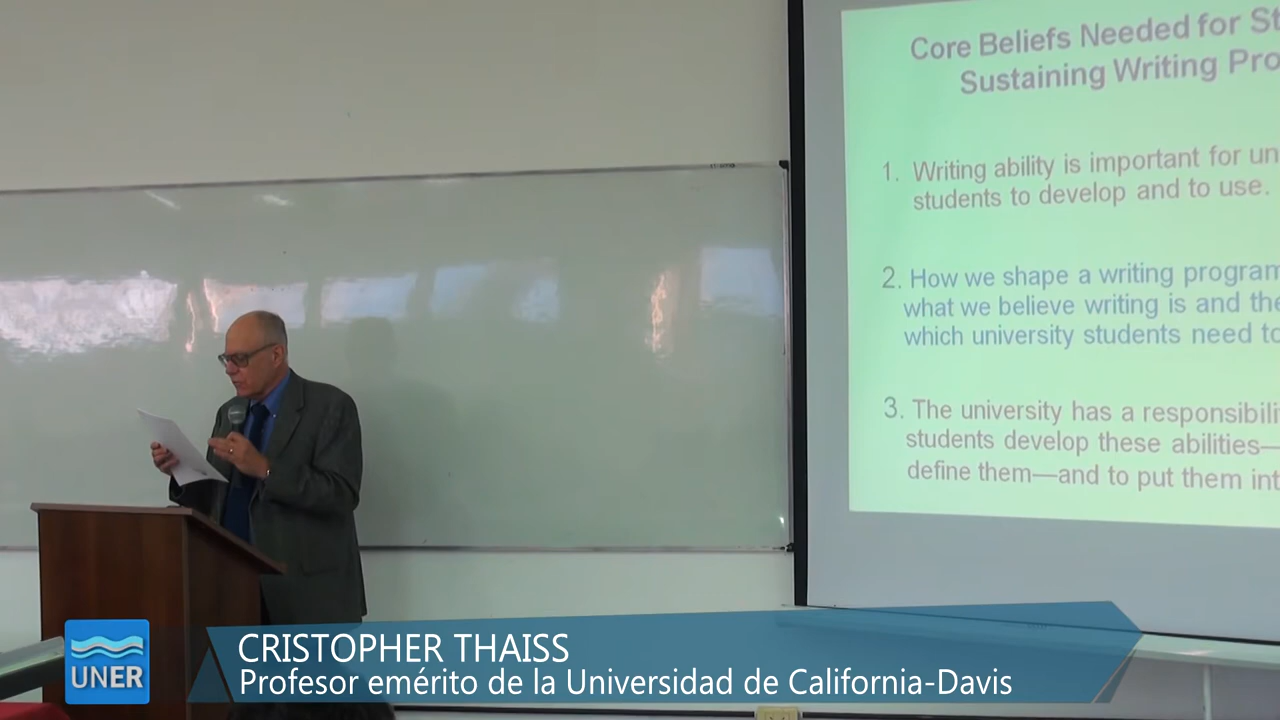 Core Beliefs Needed for St
Sustaining Writing Pro
1. Writing ability is important for un
students to develop and to use.
2. How we shape a writing program
what we believe writing is and the
which university students need to
3. The university has a responsibili
students develop these abilities—
define them—and to put them int
UNER
CRISTOPHER THAISS
Profesor emérito de la Universidad de California-Davis